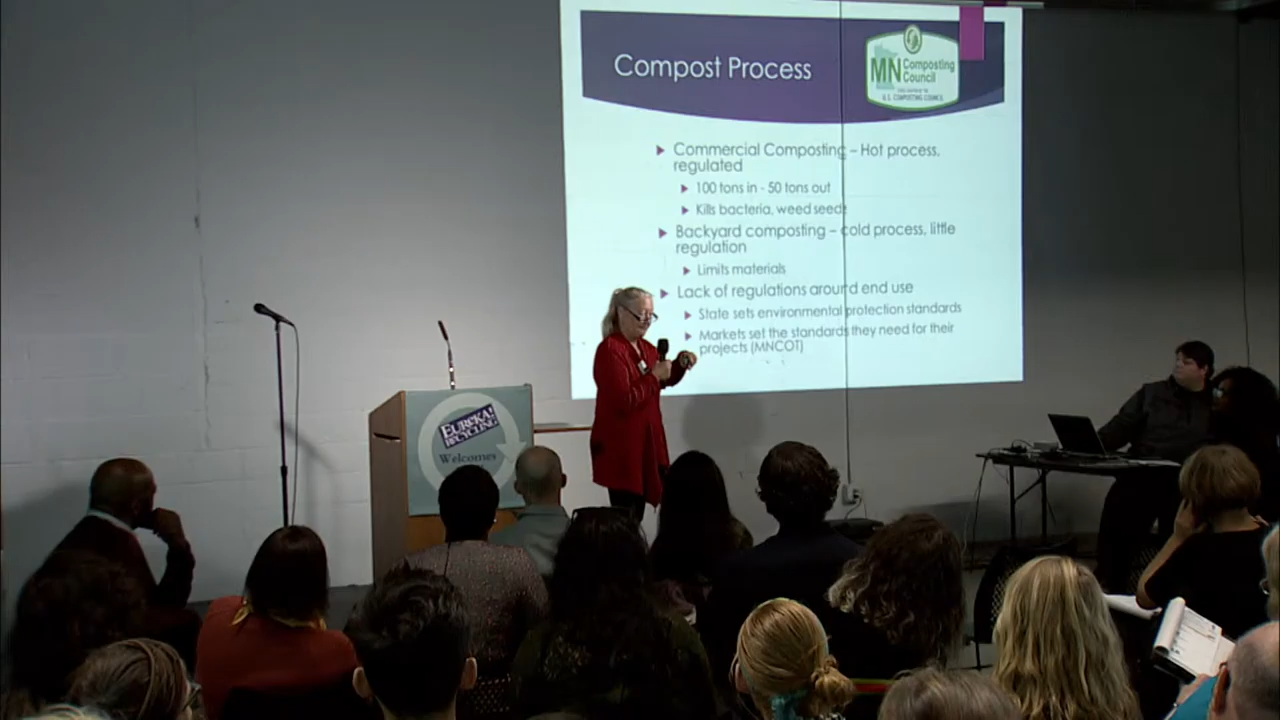 Compost Process
MN Composting
Council
U.S. COMPOSTING COUNCIL
Commercial Composting – Hot process,
regulated
100 tons in - 50 tons out
Kills bacteria, weed seeds
Backyard composting – cold process, little
regulation
Limits materials
Lack of regulations around end use
State sets environmental protection standards
Markets set the standards they need for their
projects (MNCOT)
EUREKA!
RECYCLING
Welcomes